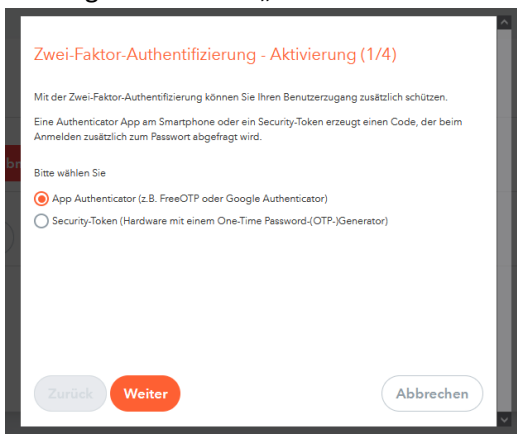 „
Zwei-Faktor-Authentifizierung - Aktivierung (1/4)
Mit der Zwei-Faktor-Authentifizierung können Sie Ihren Benutzerzugang zusätzlich schützen.
Eine Authenticator App am Smartphone oder ein Security-Token erzeugt einen Code, der beim
Anmelden zusätzlich zum Passwort abgefragt wird.
Bitte wählen Sie
App Authenticator (z.B. FreeOTP oder Google Authenticator)
Security-Token (Hardware mit einem One-Time Password-(OTP-)Generator)
Zurück Weiter Abbrechen